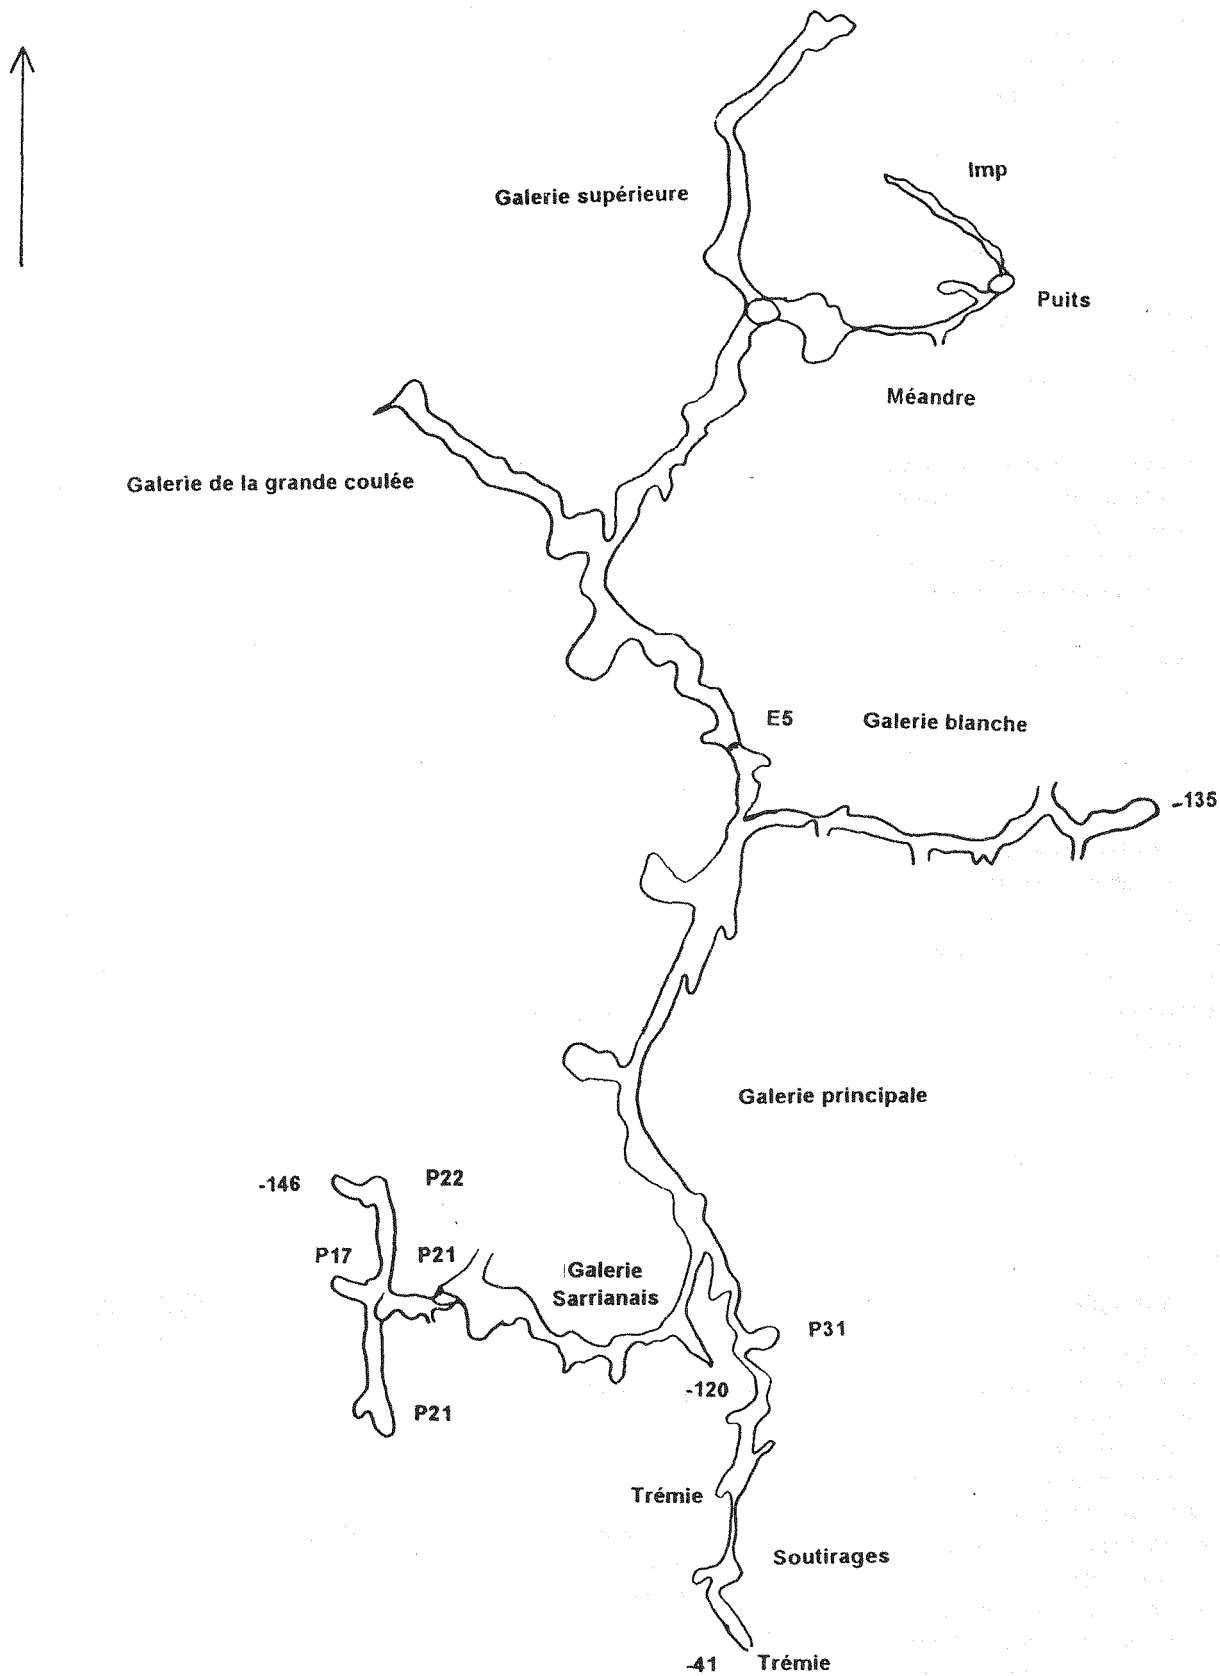 Imp
Galerie supérieure
Puits
Méandre
Galerie de la grande coulée
E5
Galerie blanche
-135
Galerie principale
-146
P22
P17
P21
Galerie
Sarrianais
P31
-120
P21
Trémie
Soutirages
-41
Trémie